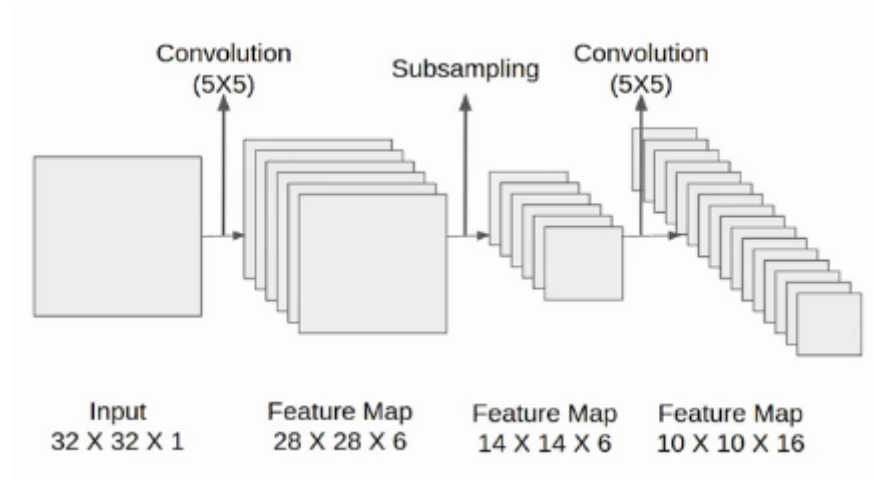 Convolution
(5X5)
Subsampling
Convolution
(5X5)
Input
32 X 32 X 1
Feature Map
28 X 28 X 6
Feature Map
14 X 14 X 6
Feature Map
10 X 10 X 16